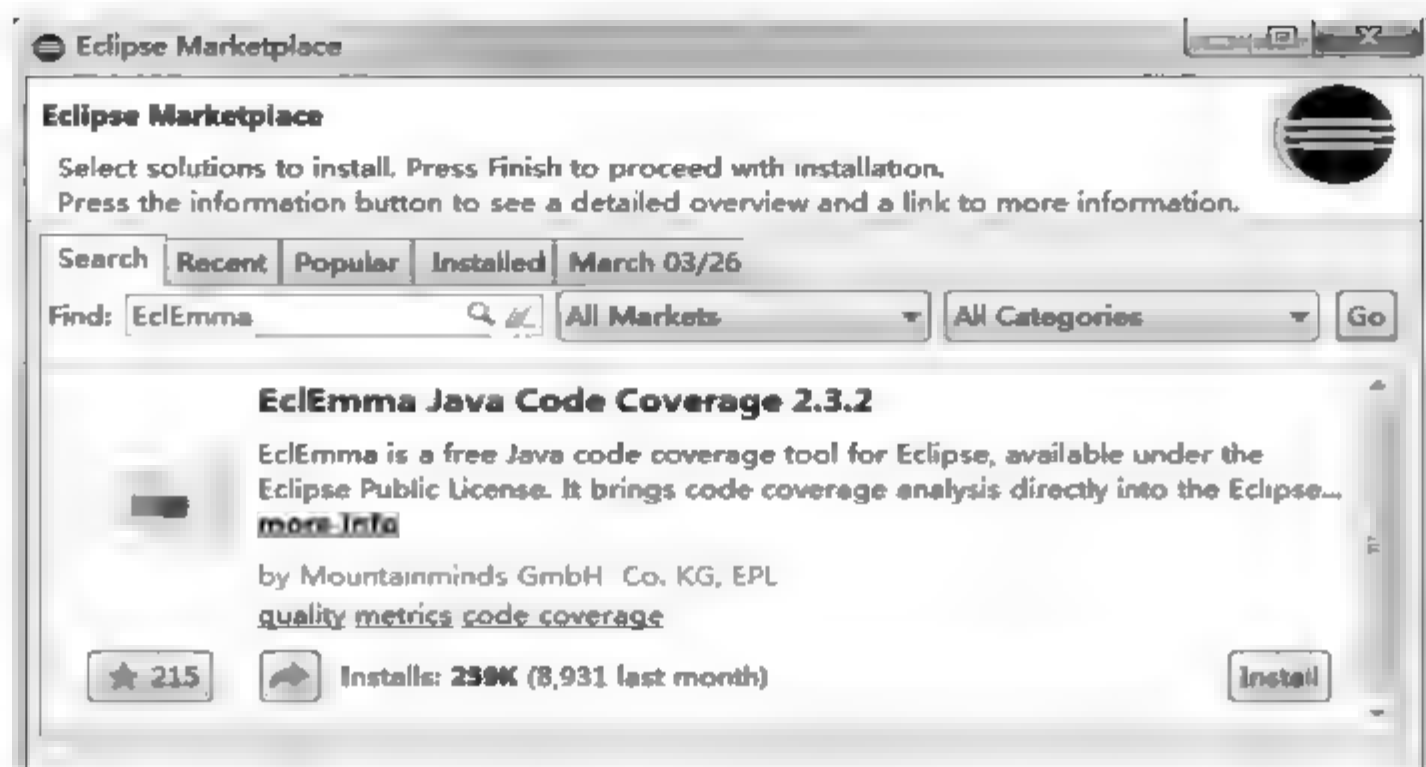 Eclipse Marketplace
Eclipse Marketplace
Select solutions to install. Press Finish to proceed with installation.
Press the information button to see a detailed overview and a link to more information.
Search Recent Popular Installed March 03/26
Find: EclEmma All Markets All Categories Go
EclEmma Java Code Coverage 2.3.2
EclEmma is a free Java code coverage tool for Eclipse, available under the
Eclipse Public License. It brings code coverage analysis directly into the Eclipse...
more info
by Mountainminds GmbH Co. KG, EPL
quality metrics code coverage
215 Installs: 259K (8,931 last month) Install